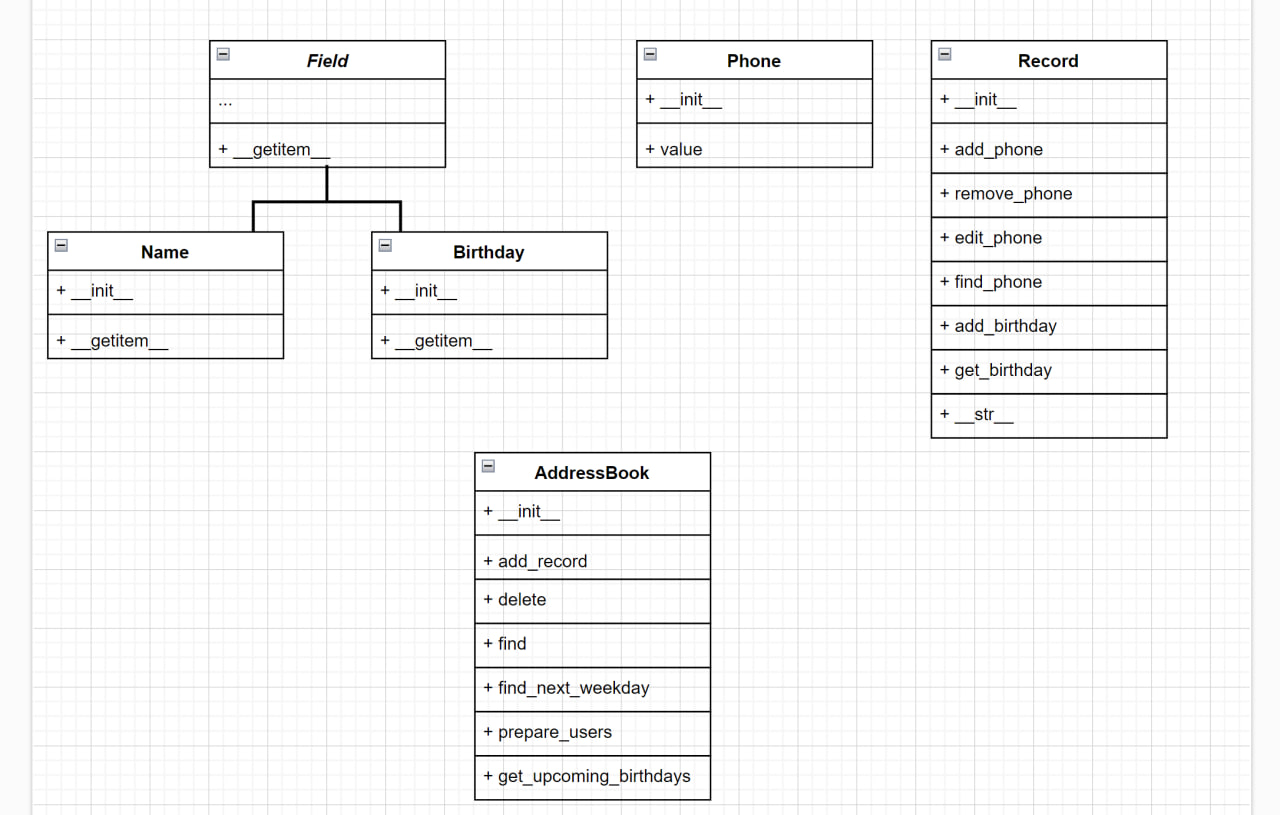 Field
...
+ __getitem__
Phone
+ __init__
+ value
Record
+ __init__
+ add_phone
+ remove_phone
+ edit_phone
+ find_phone
+ add_birthday
+ get_birthday
+ __str__
Name
+ __init__
+ __getitem__
Birthday
+ __init__
+ __getitem__
AddressBook
+ __init__
+ add_record
+ delete
+ find
+ find_next_weekday
+ prepare_users
+ get_upcoming_birthdays